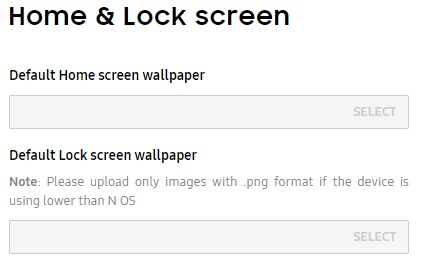 Home & Lock screen
Default Home screen wallpaper
SELECT
Default Lock screen wallpaper
Note: Please upload only images with .png format if the device is
using lower than N OS
SELECT